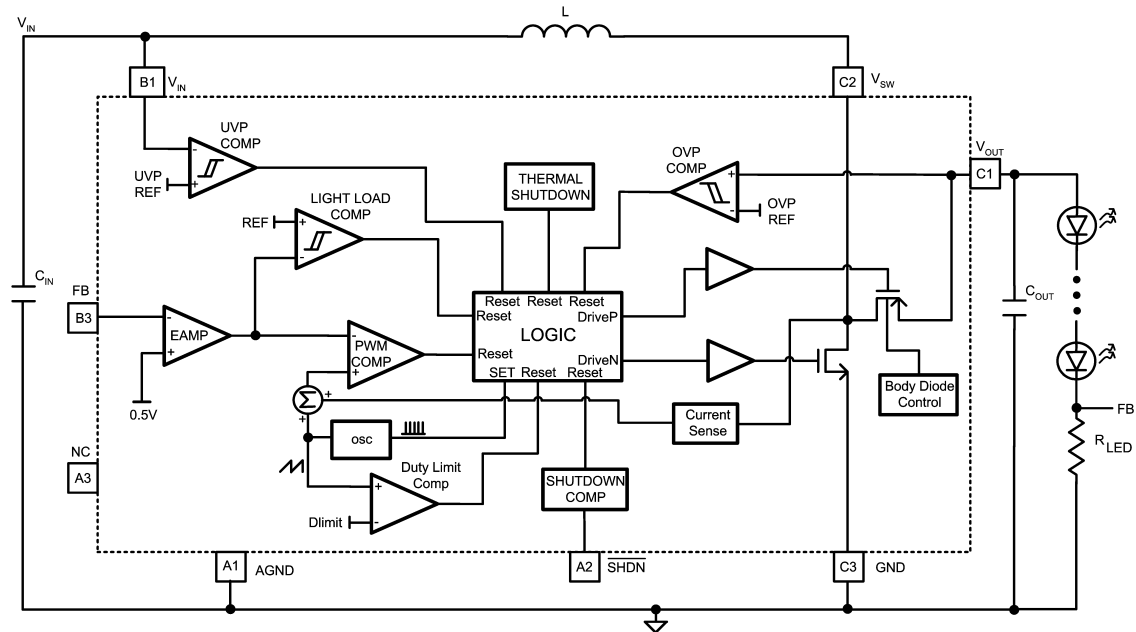 VIN
L
B1
VIN
C2
VSW
UVP
COMP
-
+
UVP
REF
THERMAL
SHUTDOWN
OVP
COMP
+
-
OVP
REF
VOUT
C1
LIGHT LOAD
COMP
REF
+
-
CIN
FB
B3
-
+
EAMP
0.5V
-
+
PWM
COMP
Reset Reset Reset
Reset
DriveP
LOGIC
Reset
DriveN
SET Reset Reset
COUT
Body Diode
Control
Σ
+
+
Current
Sense
FB
RLED
osc
NC
A3
Duty Limit
Comp
+
-
Dlimit
SHUTDOWN
COMP
A1
AGND
A2
SHDN
C3
GND